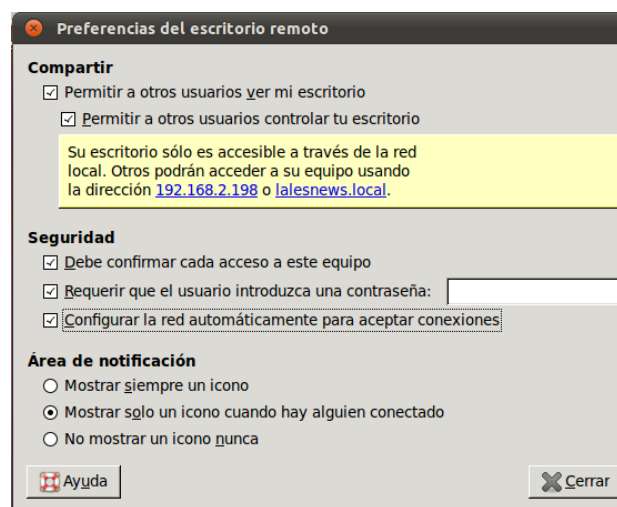 Preferencias del escritorio remoto
Compartir
Permitir a otros usuarios ver mi escritorio
Permitir a otros usuarios controlar tu escritorio
Su escritorio sólo es accesible a través de la red
local. Otros podrán acceder a su equipo usando
la dirección 192.168.2.198 o lalesnews.local.
Seguridad
Debe confirmar cada acceso a este equipo
Requerir que el usuario introduzca una contraseña:
Configurar la red automáticamente para aceptar conexiones
Área de notificación
Mostrar siempre un icono
Mostrar solo un icono cuando hay alguien conectado
No mostrar un icono nunca
Ayuda
Cerrar